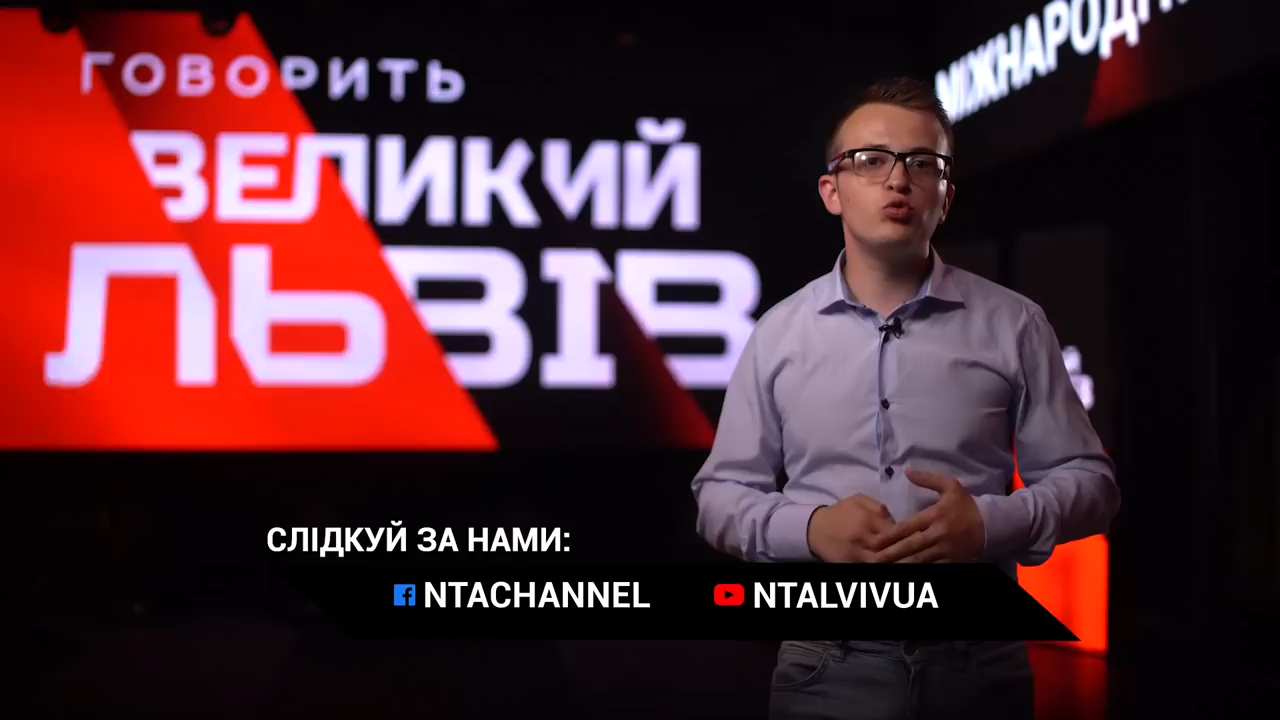 ГОВОРИТЬ
ВЕЛИКИЙ
ЛЬВІВ
СЛІДКУЙ ЗА НАМИ:
NTACHANNEL
NTALVIVUA